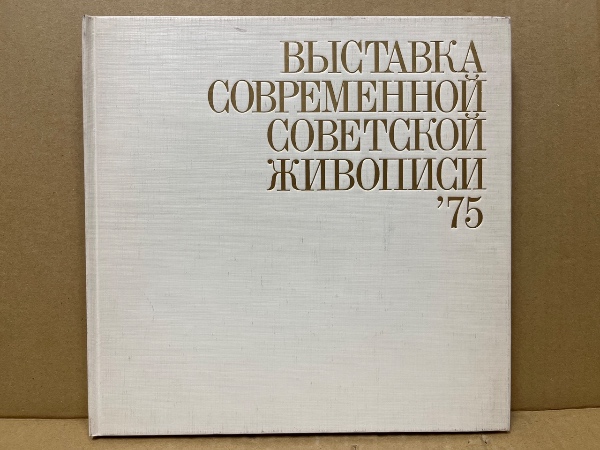 ВЫСТАВКА
СОВРЕМЕННОЙ
СОВЕТСКОЙ
ЖИВОПИСИ
’75